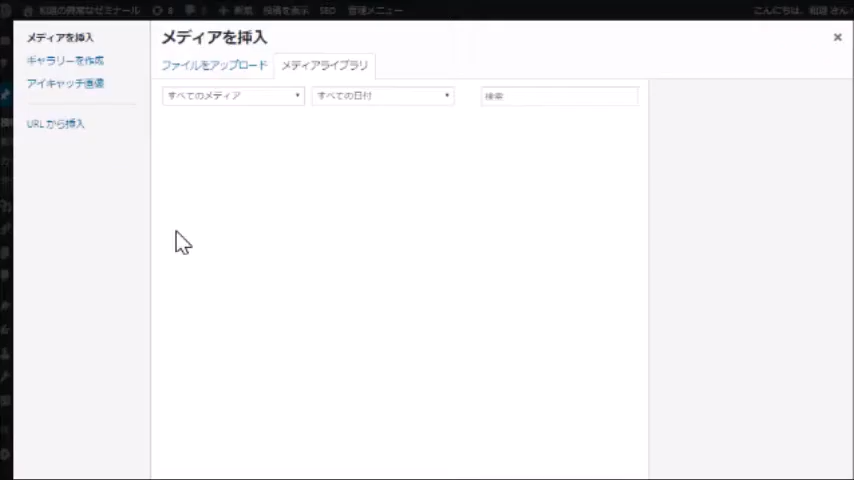 新規 投稿を表示 SEO 管理メニュー
こんにちは、
メディアを挿入
ギャラリーを作成
アイキャッチ画像
URL から挿入
メディアを挿入
×
ファイルをアップロード メディアライブラリ
すべてのメディア すべての日付 検索